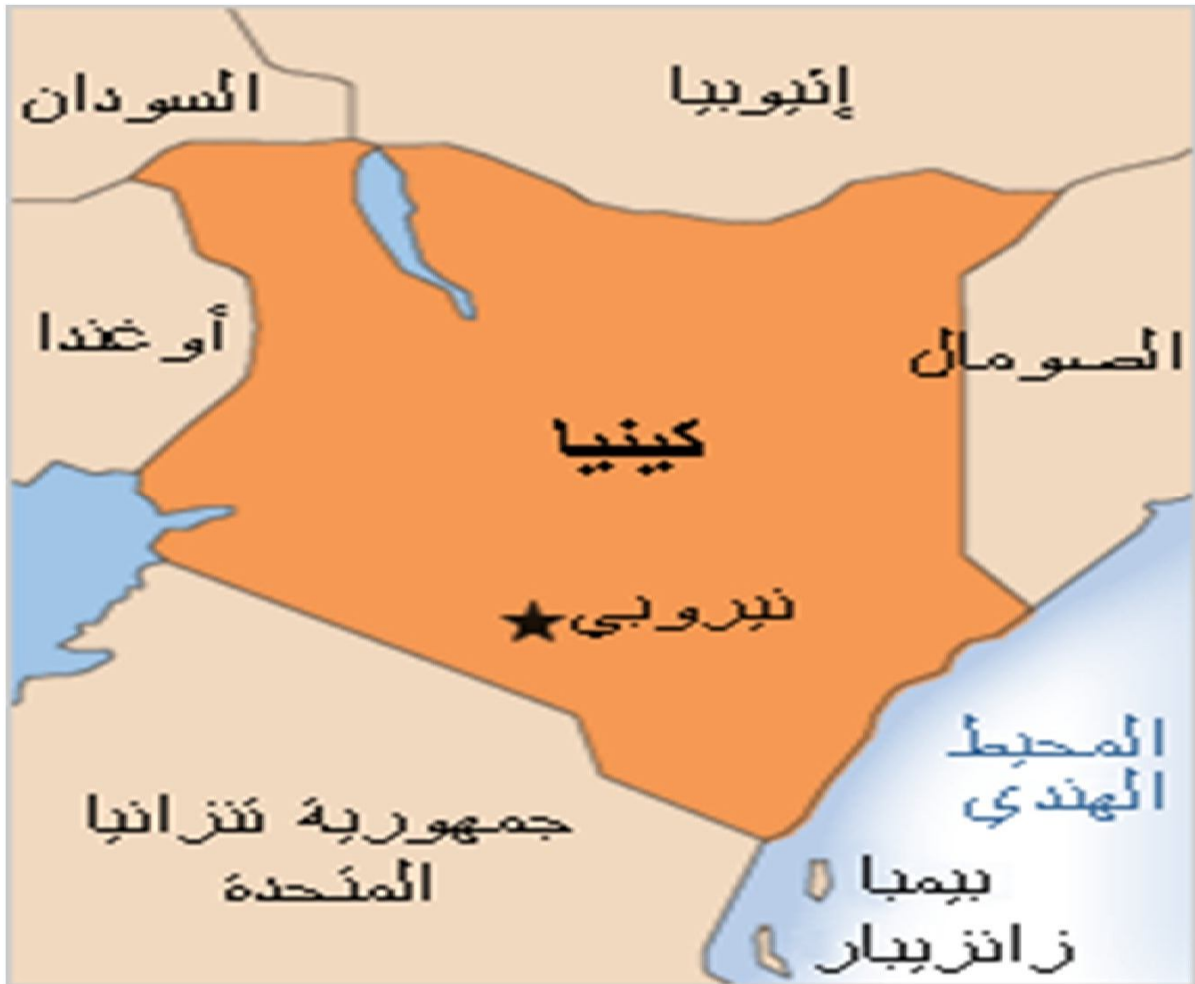 إثيوبيا
السودان
أوغندا
الصومال
كينيا
نيروبي
المحيط
الهندي
جمهورية تنزانيا
المتحدة
بيمبا
زانزيبار